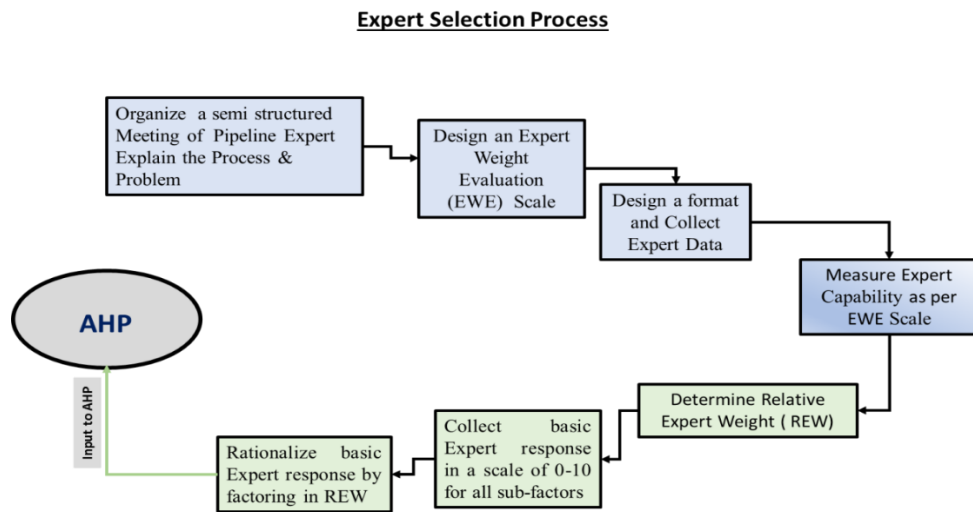 Expert Selection Process
Organize a semi structured
Meeting of Pipeline Expert
Explain the Process &
Problem
Design an Expert
Weight
Evaluation
(EWE) Scale
Design a format
and Collect
Expert Data
Measure Expert
Capability as per
EWE Scale
Determine Relative
Expert Weight ( REW)
Collect basic
Expert response
in a scale of 0-10
for all sub-factors
Rationalize basic
Expert response by
factoring in REW
Input to AHP
AHP